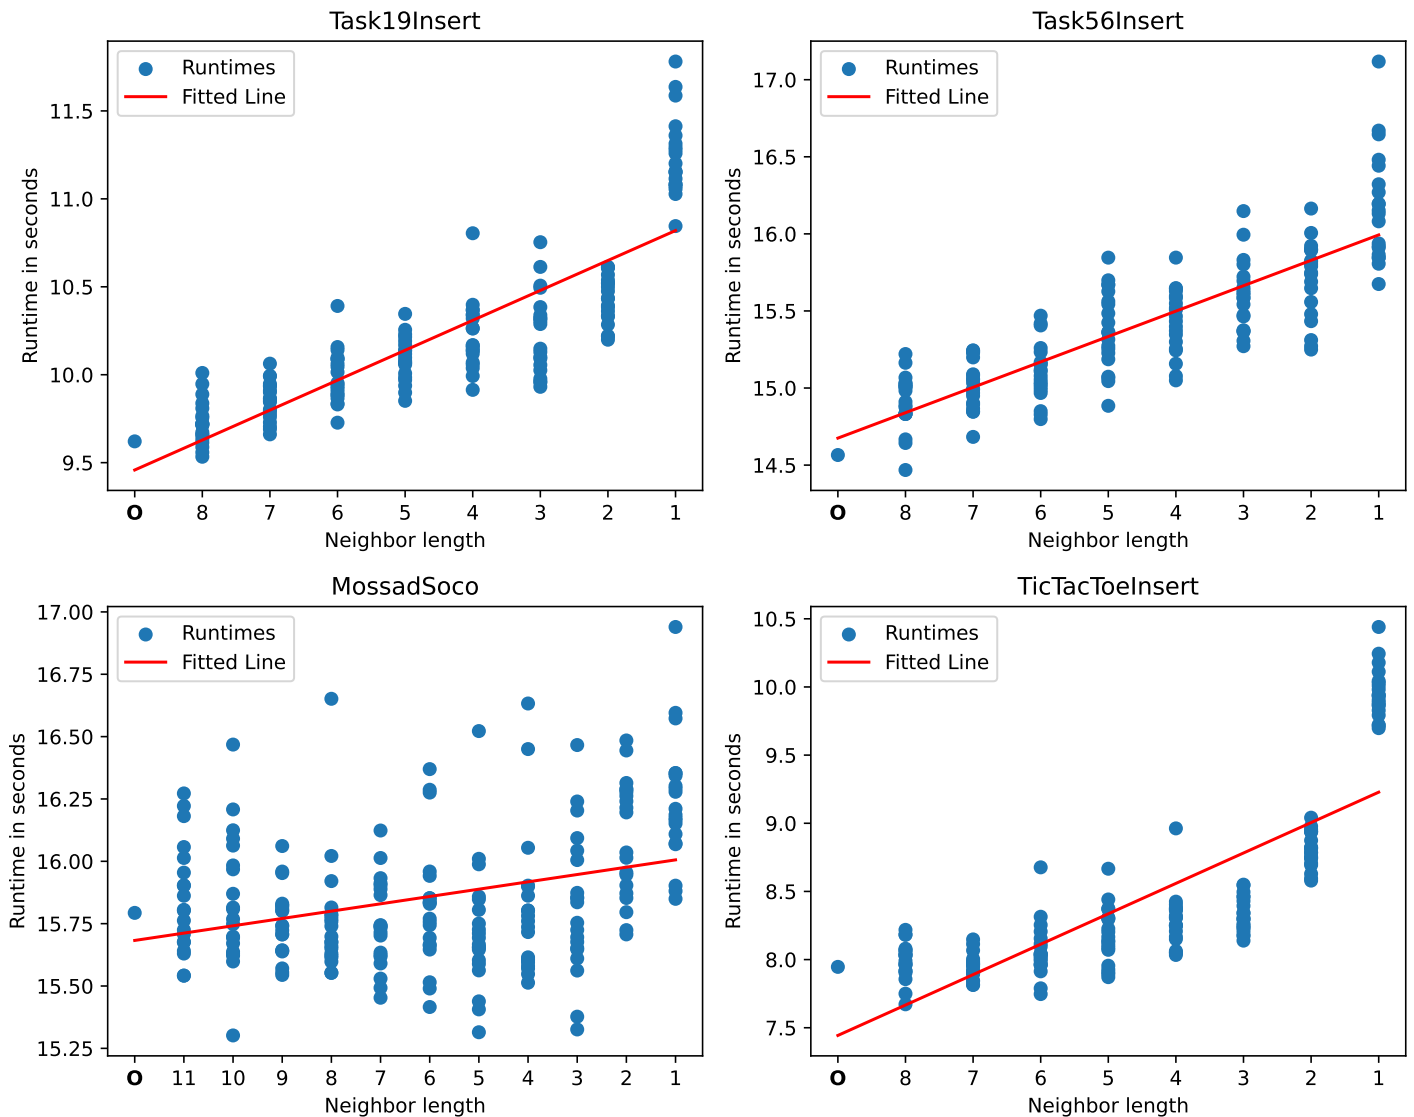 Task19Insert
Runtimes
Fitted Line
Runtime in seconds
11.5
11.0
10.5
10.0
9.5
O 8 7 6 5 4 3 2 1
Neighbor length
Task56Insert
Runtimes
Fitted Line
Runtime in seconds
17.0
16.5
16.0
15.5
15.0
14.5
O 8 7 6 5 4 3 2 1
Neighbor length
MossadSoco
Runtimes
Fitted Line
Runtime in seconds
17.00
16.75
16.50
16.25
16.00
15.75
15.50
15.25
O 11 10 9 8 7 6 5 4 3 2 1
Neighbor length
TicTacToeInsert
Runtimes
Fitted Line
Runtime in seconds
10.5
10.0
9.5
9.0
8.5
8.0
7.5
O 8 7 6 5 4 3 2 1
Neighbor length